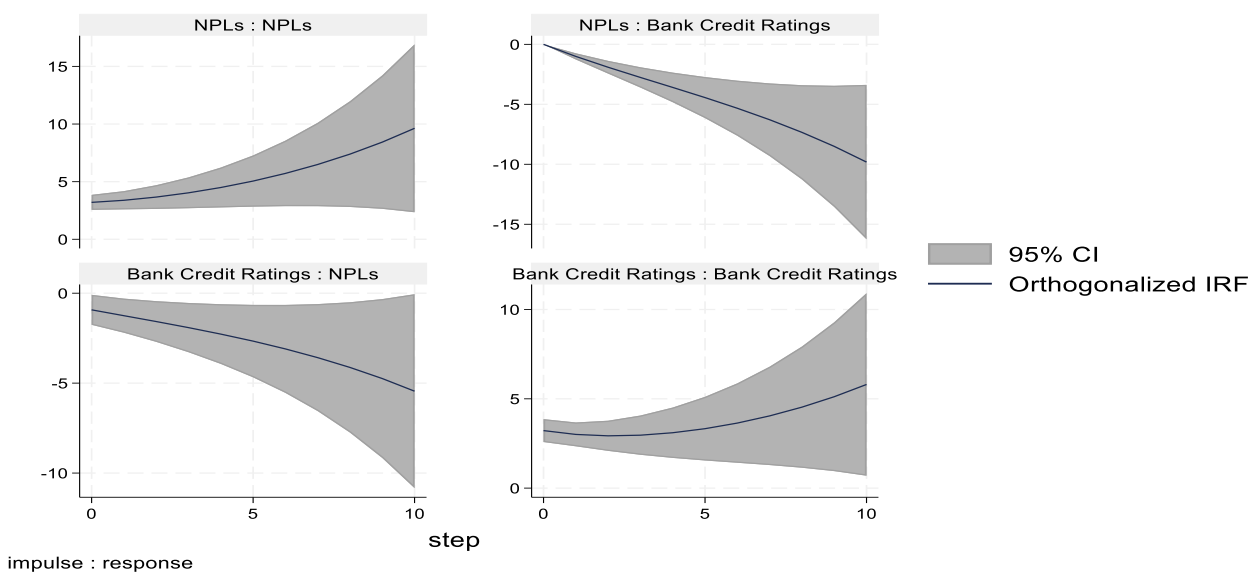 NPLs : NPLs
NPLs : Bank Credit Ratings
15
10
5
0
0
-5
-10
-15
Bank Credit Ratings : NPLs
Bank Credit Ratings : Bank Credit Ratings
0
-5
-10
10
5
0
0
5
10
0
5
10
step
impulse : response
95% CI
Orthogonalized IRF